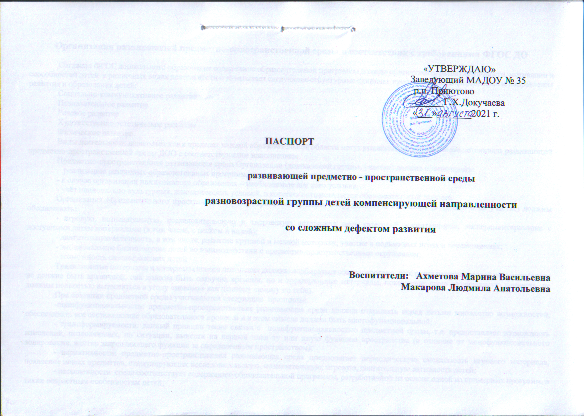 «УТВЕРЖДАЮ»
Заведующий МАДОУ № 35
р.п. Приютово
Г.Х.Докучаева
«31» августа 2021 г.
ПАСПОРТ
развивающей предметно - пространственной среды
разновозрастной группы детей компенсирующей направленности
со сложным дефектом развития
Воспитатели: Ахметова Марина Васильевна
Макарова Людмила Анатольевна